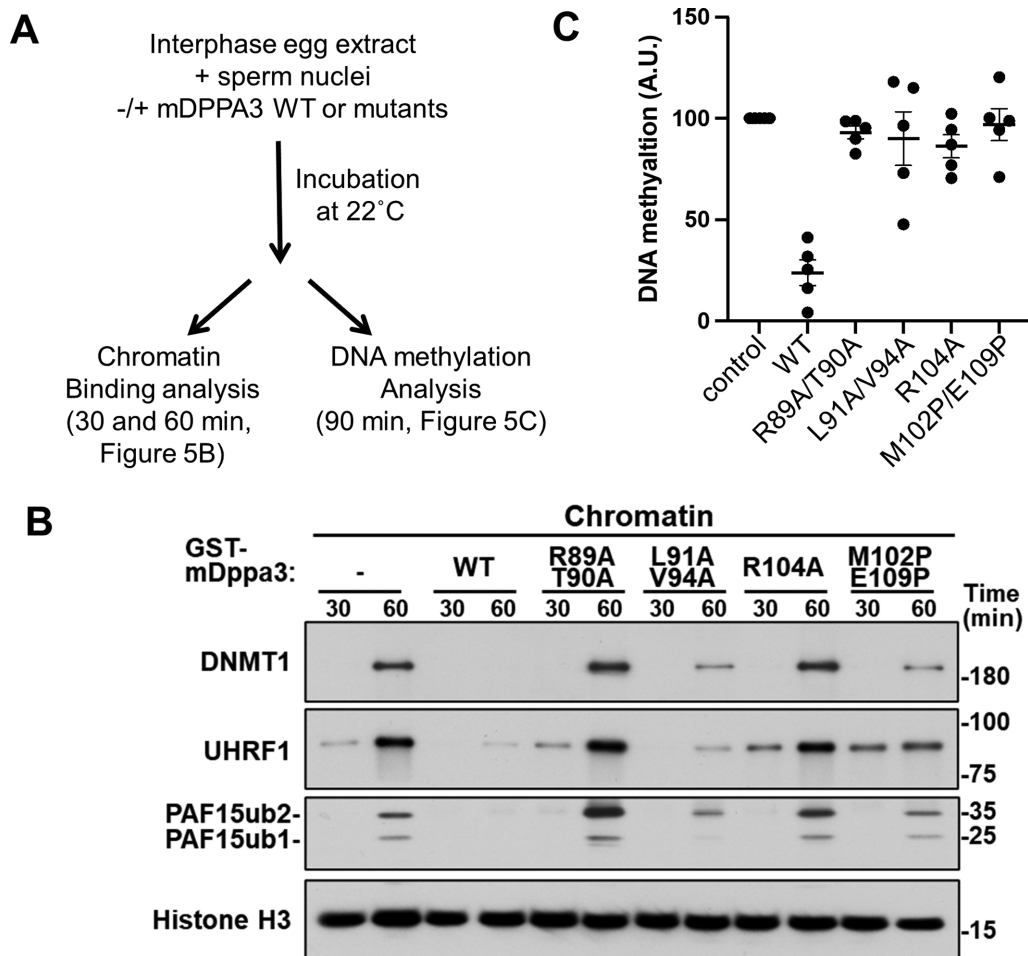 A
Interphase egg extract
+ sperm nuclei
-/+ mDPPA3 WT or mutants
Incubation
at 22˚C
Chromatin
Binding analysis
(30 and 60 min,
Figure 5B)
DNA methylation
Analysis
(90 min, Figure 5C)
C
DNA methyaltion (A.U.)
150
100
50
0
control
WT
R89A/T90A
L91A/V94A
R104A
M102P/E109P
B
Chromatin
GST-
mDppa3:
-
WT
R89A
T90A
L91A
V94A
R104A
M102P
E109P
Time
(min)
30 60 30 60 30 60 30 60 30 60 30 60
DNMT1
-180
UHRF1
-100
-75
PAF15ub2-
-35
PAF15ub1-
-25
Histone H3
-15